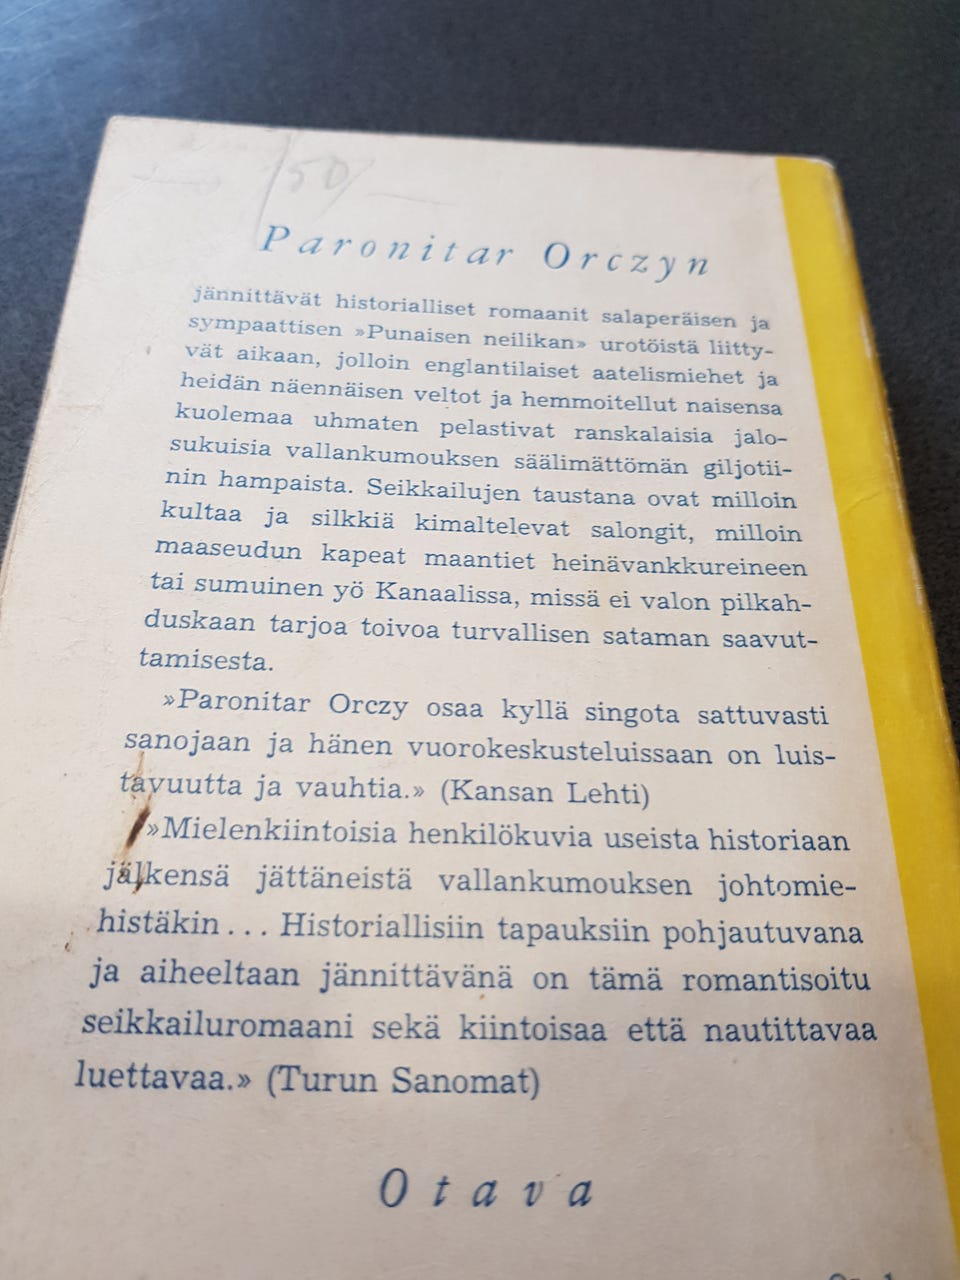 150
Paronitar Orczyn
jännittävät historialliset romaanit salaperäisen ja
sympaattisen »Punaisen neilikan» urotöistä liitty-
vät aikaan, jolloin englantilaiset aatelismiehet ja
heidän näennäisen veltot ja hemmoitellut naisensa
kuolemaa uhmaten pelastivat ranskalaisia jalo-
sukuisia vallankumouksen säälimättömän giljotii-
nin hampaista. Seikkailujen taustana ovat milloin
kultaa ja silkkiä kimaltelevat salongit, milloin
maaseudun kapeat maantiet heinävankkureineen
tai sumuinen yö Kanaalissa, missä ei valon pilkah-
duskaan tarjoa toivoa turvallisen sataman saavut-
tamisesta.
»Paronitar Orczy osaa kyllä singota sattuvasti
sanojaan ja hänen vuorokeskusteluissaan on luis-
tavuutta ja vauhtia.» (Kansan Lehti)
»Mielenkiintoisia henkilökuvia useista historiaan
jälkensä jättäneistä vallankumouksen johtomie-
histäkin... Historiallisiin tapauksiin pohjautuvana
ja aiheeltaan jännittävänä on tämä romantisoitu
seikkailuromaani sekä kiintoisaa että nautittavaa
luettavaa.» (Turun Sanomat)
Otava